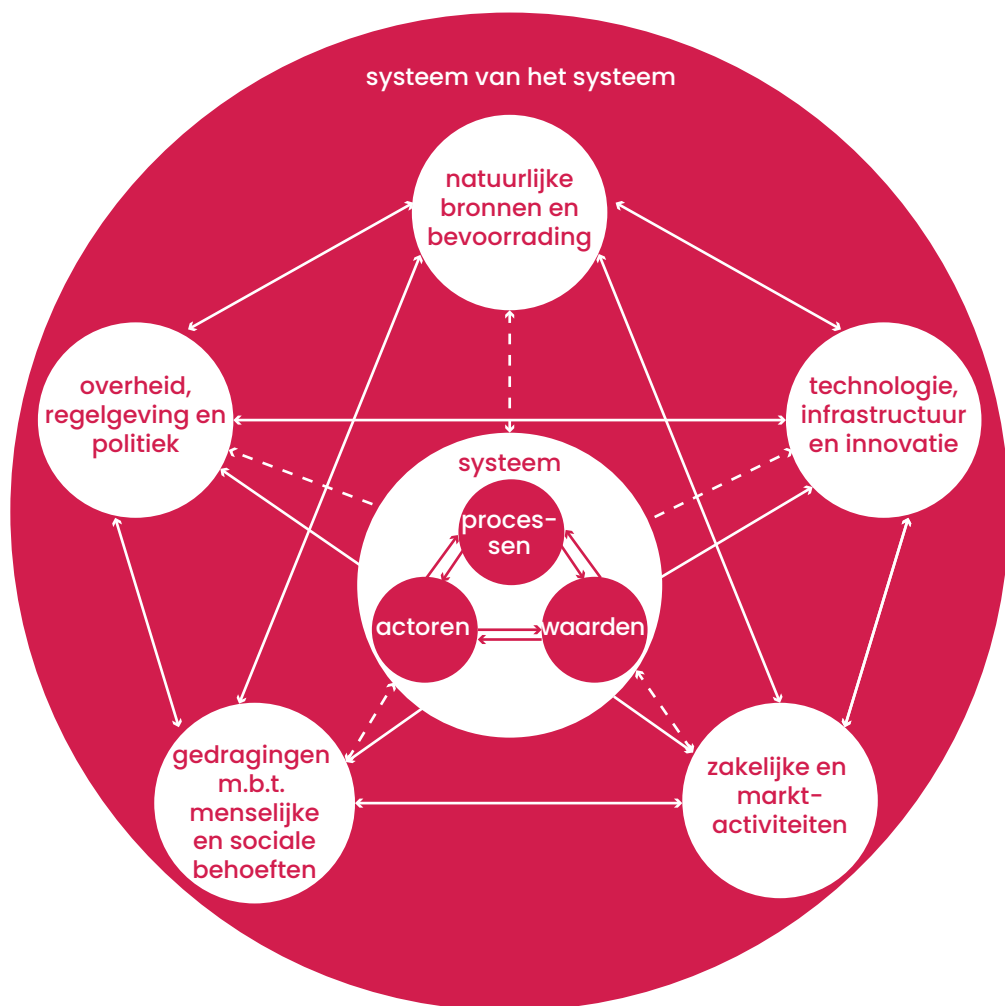 systeem van het systeem
natuurlijke
bronnen en
bevoorrading
overheid,
regelgeving en
politiek
technologie,
infrastructuur
en innovatie
systeem
proces-
sen
actoren
waarden
gedragingen
m.b.t.
menselijke
en sociale
behoeften
zakelijke en
markt-
activiteiten